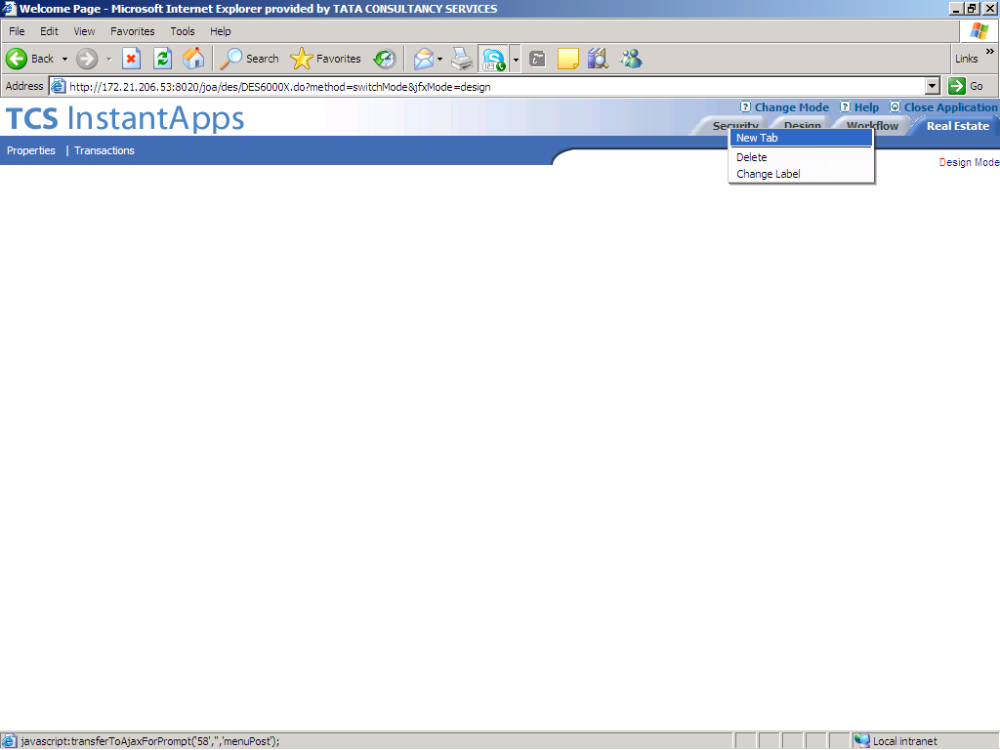 Welcome Page - Microsoft Internet Explorer provided by TATA CONSULTANCY SERVICES
File Edit View Favorites Tools Help
Back Search Favorites Links »
Address http://172.21.206.53:8020/joa/des/DES6000X.do?method=switchMode&jfxMode=design Go
Change Mode Help Close Application
TCS InstantApps
Security Design Workflow Real Estate
New Tab
Properties | Transactions
Delete
Design Mode
Change Label
javascript:transferToAjaxForPrompt('58','','menuPost'); Local intranet